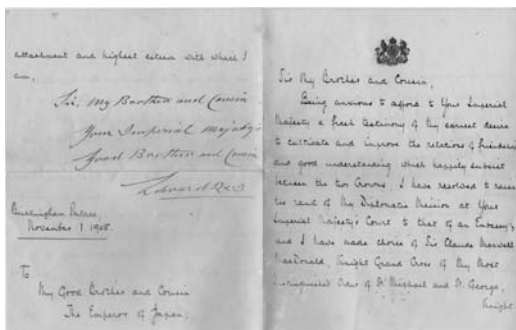 attachment and highest esteem with which I
am,
Sir, My Brother and Cousin
Your Imperial Majesty's
Good Brother and Cousin
Edward R&I
Buckingham Palace,
November 1 1905.
To
My Good Brother and Cousin
The Emperor of Japan.
Sir My Brother and Cousin,
Being anxious to afford to Your Imperial
Majesty a fresh testimony of My earnest desire
to cultivate and improve the relations of friendship
and good understanding which happily subsist
between the two Crowns, I have resolved to raise
the rank of My Diplomatic Mission at Your
Imperial Majesty's Court to that of an Embassy,
and I have made choice of Sir Claude Maxwell
MacDonald, Knight Grand Cross of My Most
Distinguished Order of St. Michael and St. George,
Knight